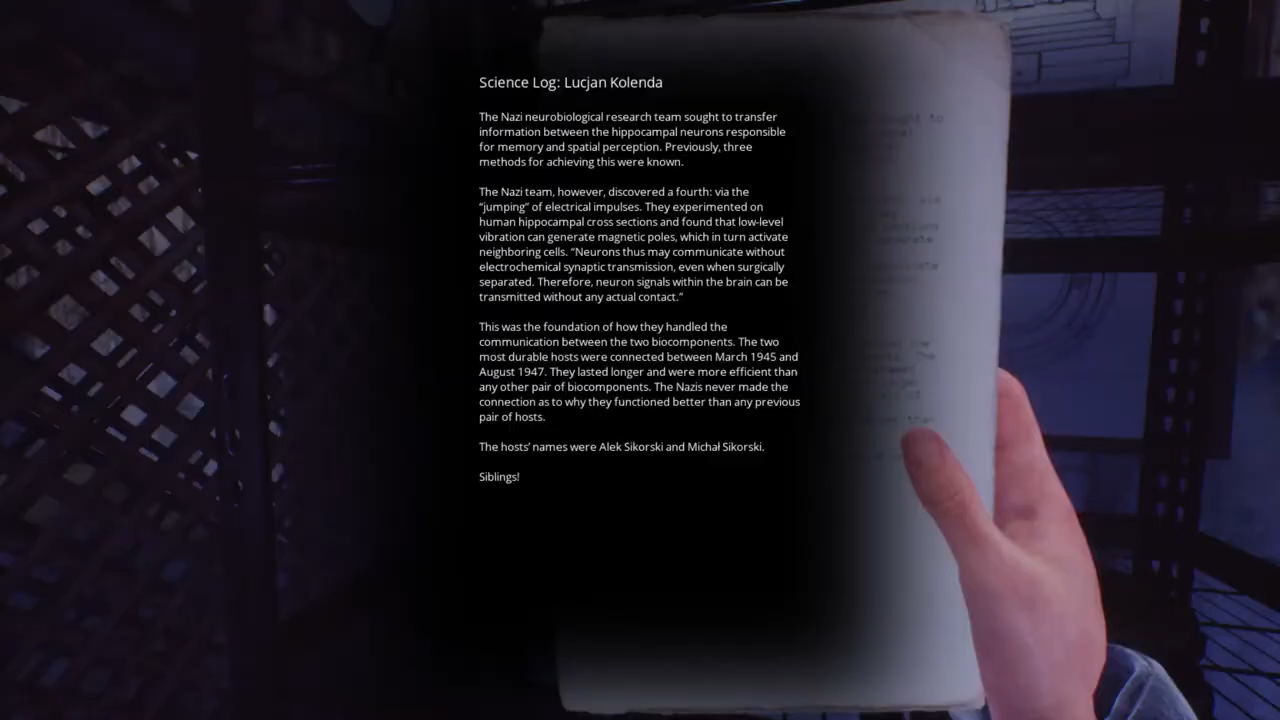 Science Log: Lucjan Kolenda
The Nazi neurobiological research team sought to transfer
information between the hippocampal neurons responsible
for memory and spatial perception. Previously, three
methods for achieving this were known.
The Nazi team, however, discovered a fourth: via the
“jumping” of electrical impulses. They experimented on
human hippocampal cross sections and found that low-level
vibration can generate magnetic poles, which in turn activate
neighboring cells. “Neurons thus may communicate without
electrochemical synaptic transmission, even when surgically
separated. Therefore, neuron signals within the brain can be
transmitted without any actual contact.”
This was the foundation of how they handled the
communication between the two biocomponents. The two
most durable hosts were connected between March 1945 and
August 1947. They lasted longer and were more efficient than
any other pair of biocomponents. The Nazis never made the
connection as to why they functioned better than any previous
pair of hosts.
The hosts’ names were Alek Sikorski and Michał Sikorski.
Siblings!